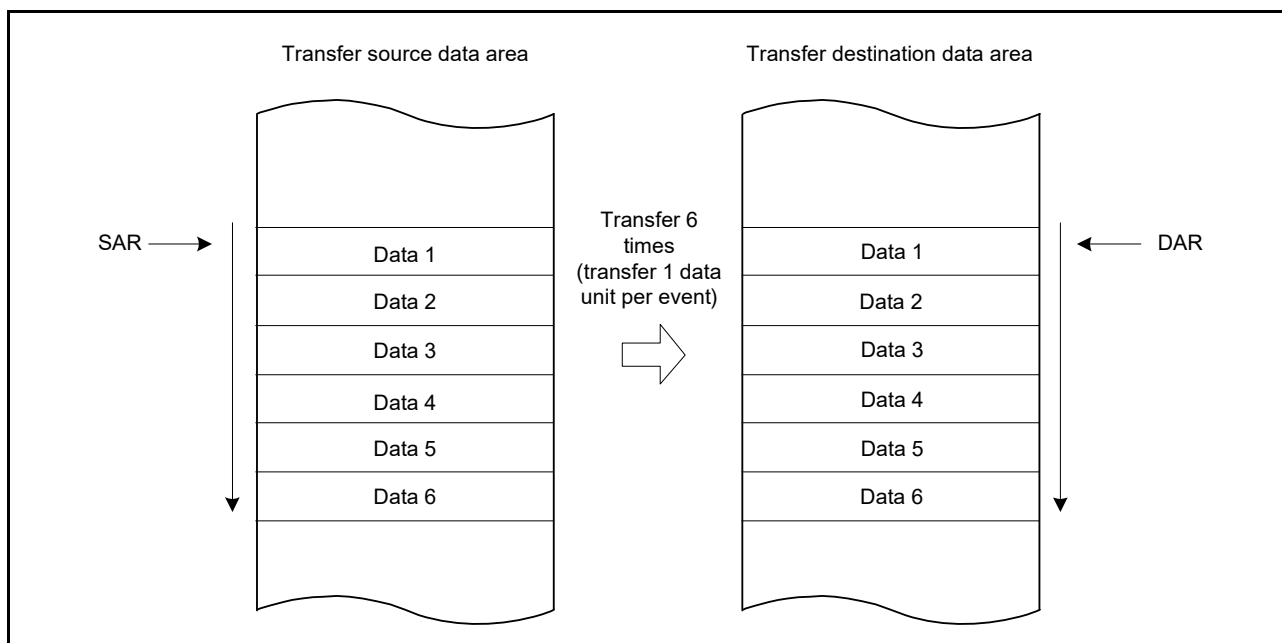 Transfer source data area
Transfer destination data area
SAR
Data 1
Data 2
Data 3
Data 4
Data 5
Data 6
Transfer 6
times
(transfer 1 data
unit per event)
Data 1
Data 2
Data 3
Data 4
Data 5
Data 6
DAR